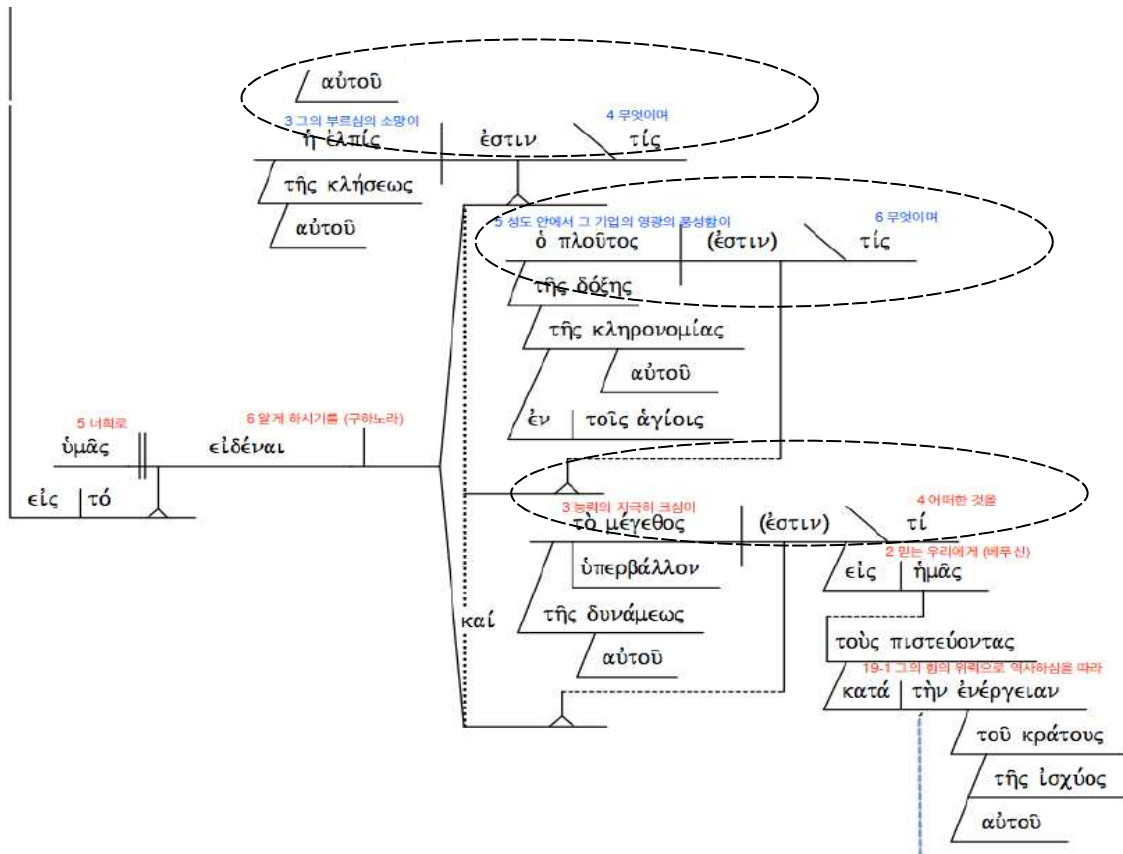 αὐτοῦ
3 그의 부르심의 소망이
4 무엇이며
ἡ ἐλπίς ἐστιν τίς
τῆς κλήσεως
αὐτοῦ
5 성도 안에서 그 기업의 영광의 풍성함이
6 무엇이며
ὁ πλοῦτος (ἐστιν) τίς
τῆς δόξης
τῆς κληρονομίας
αὐτοῦ
ἐν τοῖς ἁγίοις
5 너희로
6 알게 하시기를 (구하노라)
ὑμᾶς εἰδέναι
εἰς τό
3 능력의 지극히 크심이
4 어떠한 것을
τὸ μέγεθος (ἐστιν) τί
2 믿는 우리에게 (베푸신)
ὑπερβάλλον
εἰς ἡμᾶς
καί
τῆς δυνάμεως
αὐτοῦ
τοὺς πιστεύοντας
19-1 그의 힘의 위력으로 역사하심을 따라
κατά τὴν ἐνέργειαν
τοῦ κράτους
τῆς ἰσχύος
αὐτοῦ